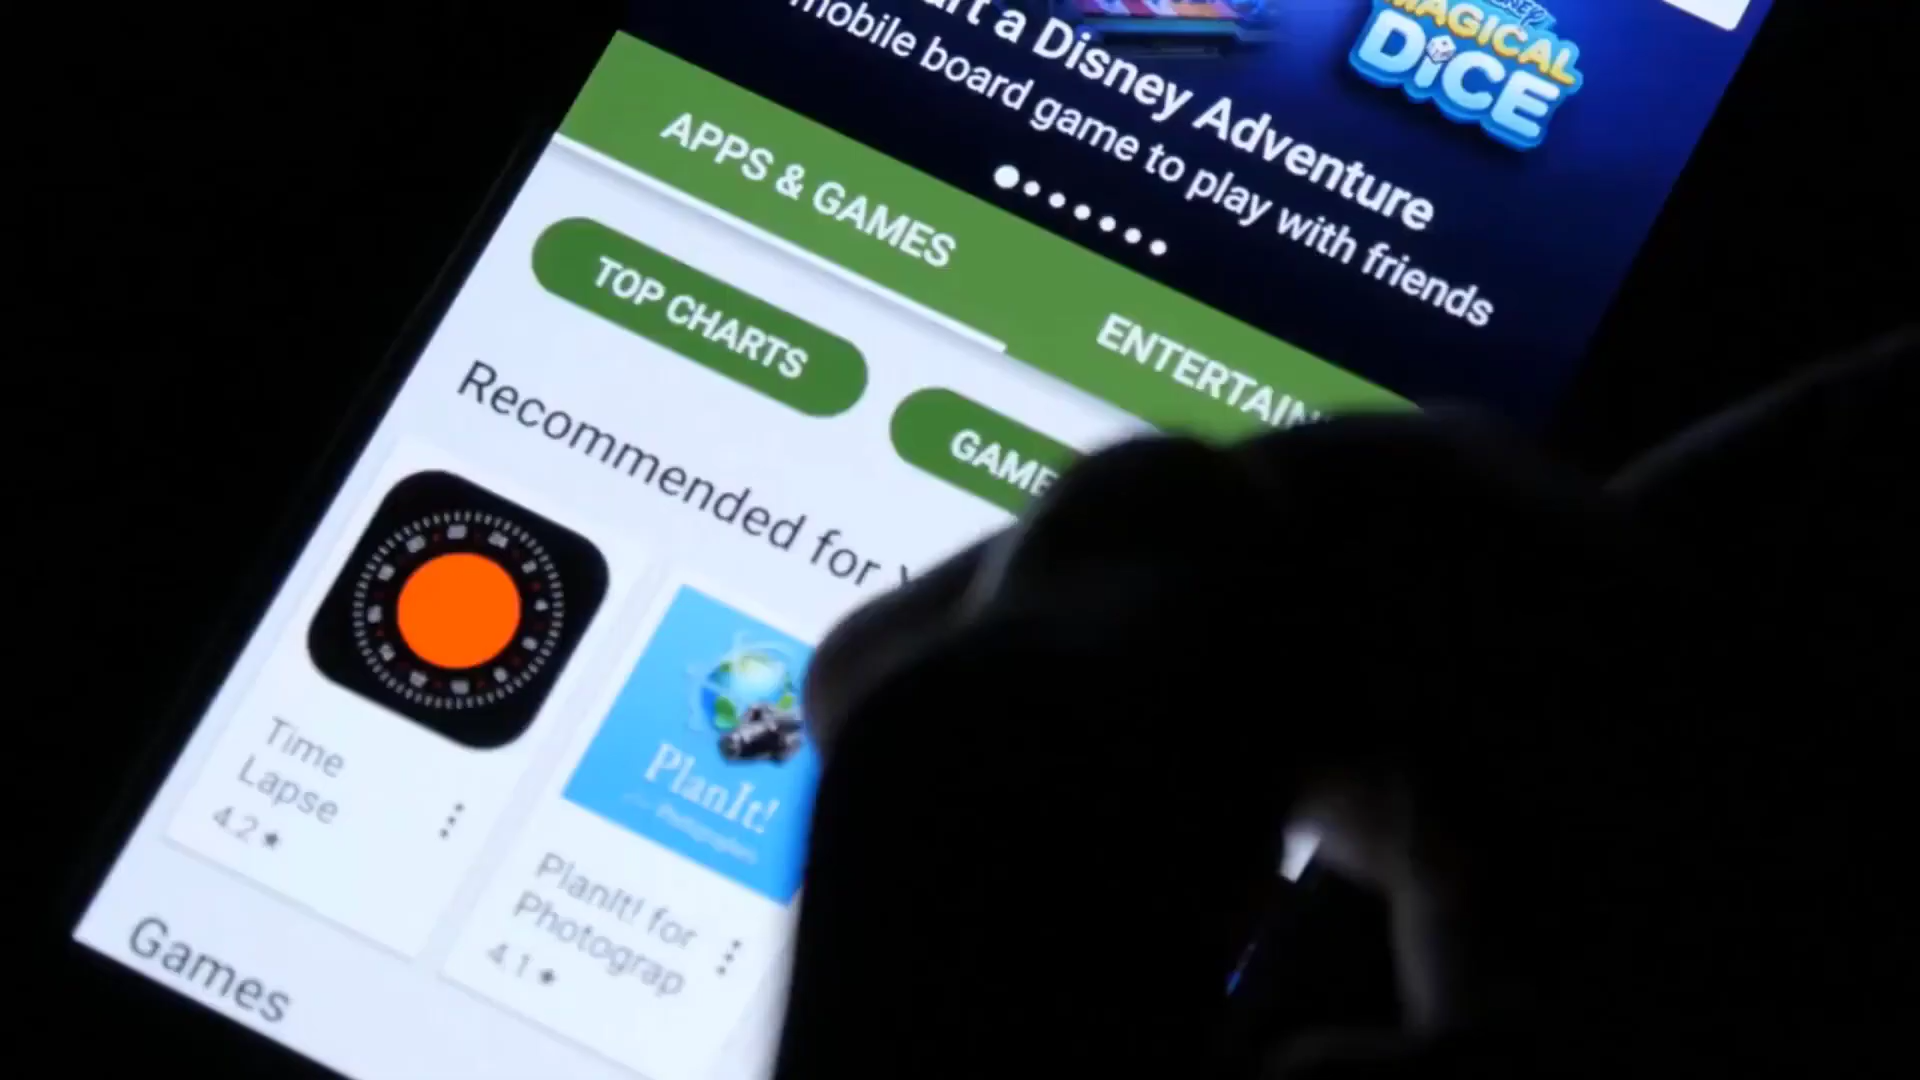 DISNEY
MAGICAL
DiCE
a Disney Adventure
mobile board game to play with friends
APPS & GAMES
ENTERTAIN
TOP CHARTS
GAME
Recommended for
PlanIt!
Time
Lapse
4.2
PlanIt! for
Photograp
4.1
Games